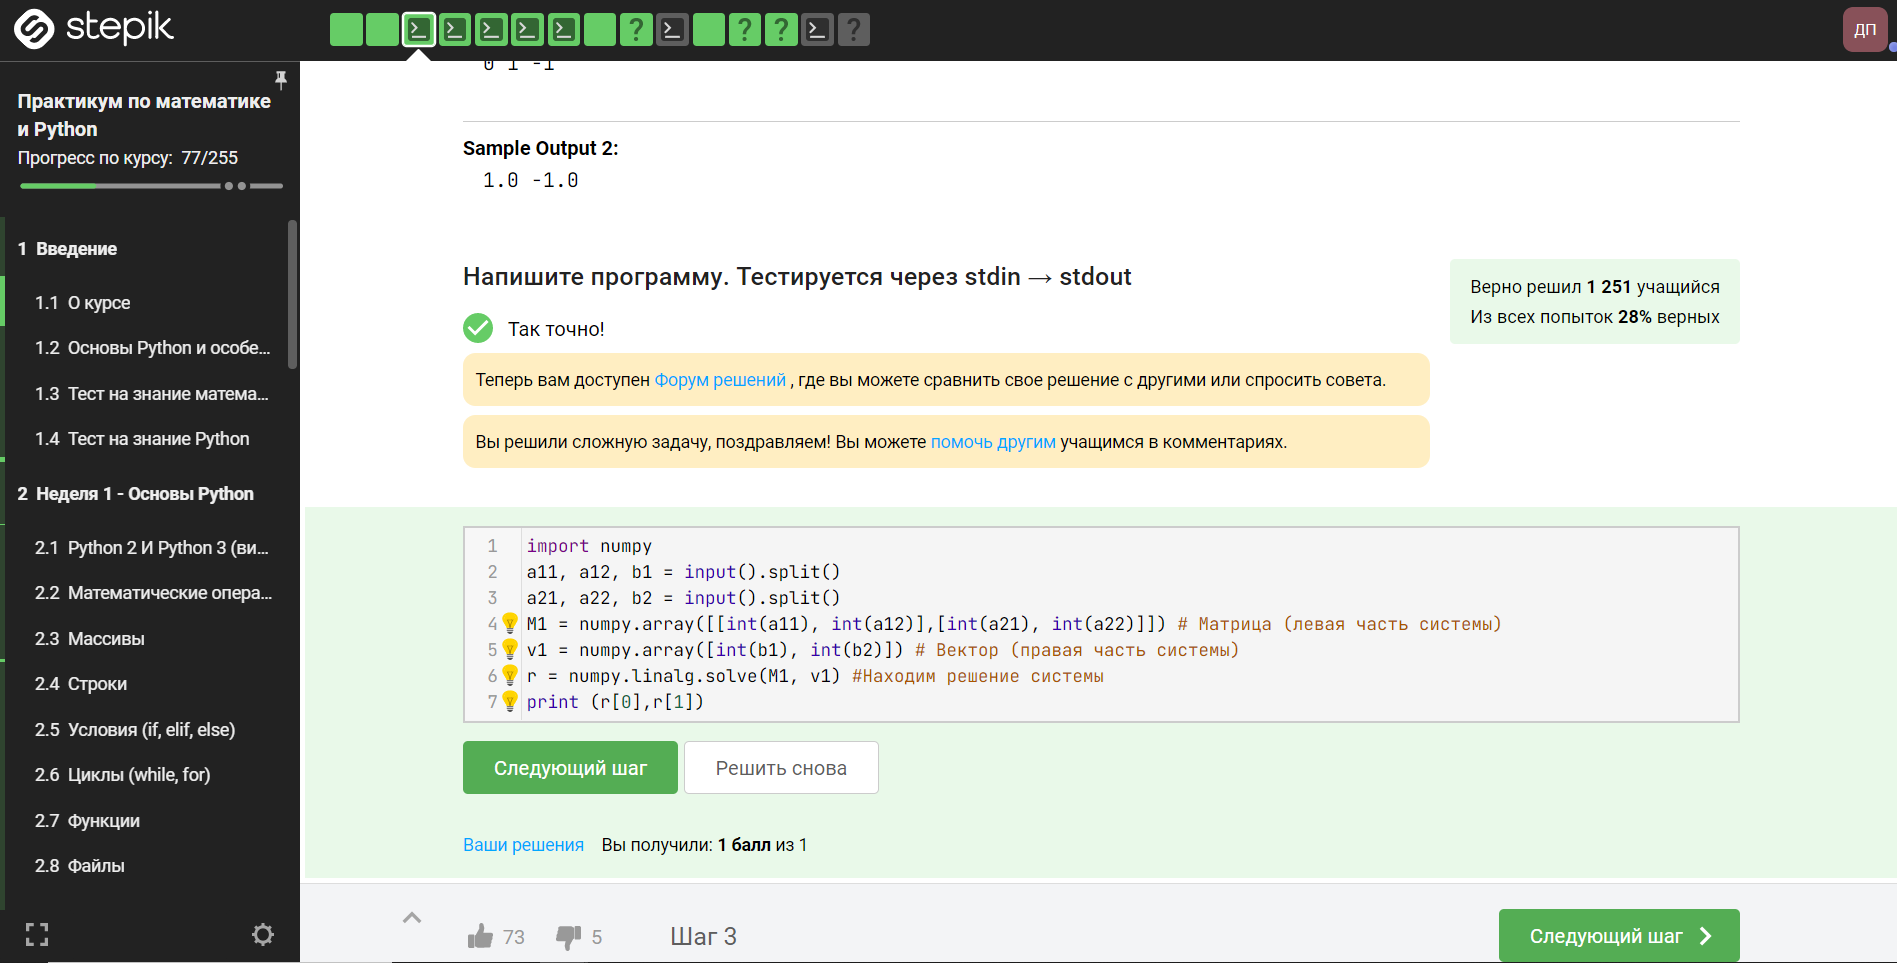 stepik
? ? ? ?
ДП
Практикум по математике
и Python
Прогресс по курсу: 77/255
1 Введение
1.1 О курсе
1.2 Основы Python и особе...
1.3 Тест на знание матема...
1.4 Тест на знание Python
2 Неделя 1 - Основы Python
2.1 Python 2 И Python 3 (ви...
2.2 Математические опера...
2.3 Массивы
2.4 Строки
2.5 Условия (if, elif, else)
2.6 Циклы (while, for)
2.7 Функции
2.8 Файлы
0 1 -1
Sample Output 2:
1.0 -1.0
Напишите программу. Тестируется через stdin → stdout
Так точно!
Верно решил 1 251 учащийся
Из всех попыток 28% верных
Теперь вам доступен Форум решений , где вы можете сравнить свое решение с другими или спросить совета.
Вы решили сложную задачу, поздравляем! Вы можете помочь другим учащимся в комментариях.
1 import numpy
2 a11, a12, b1 = input().split()
3 a21, a22, b2 = input().split()
4 M1 = numpy.array([[int(a11), int(a12)],[int(a21), int(a22)]]) # Матрица (левая часть системы)
5 v1 = numpy.array([int(b1), int(b2)]) # Вектор (правая часть системы)
6 r = numpy.linalg.solve(M1, v1) #Находим решение системы
7 print (r[0],r[1])
Следующий шаг Решить снова
Ваши решения Вы получили: 1 балл из 1
73 5 Шаг 3 Следующий шаг